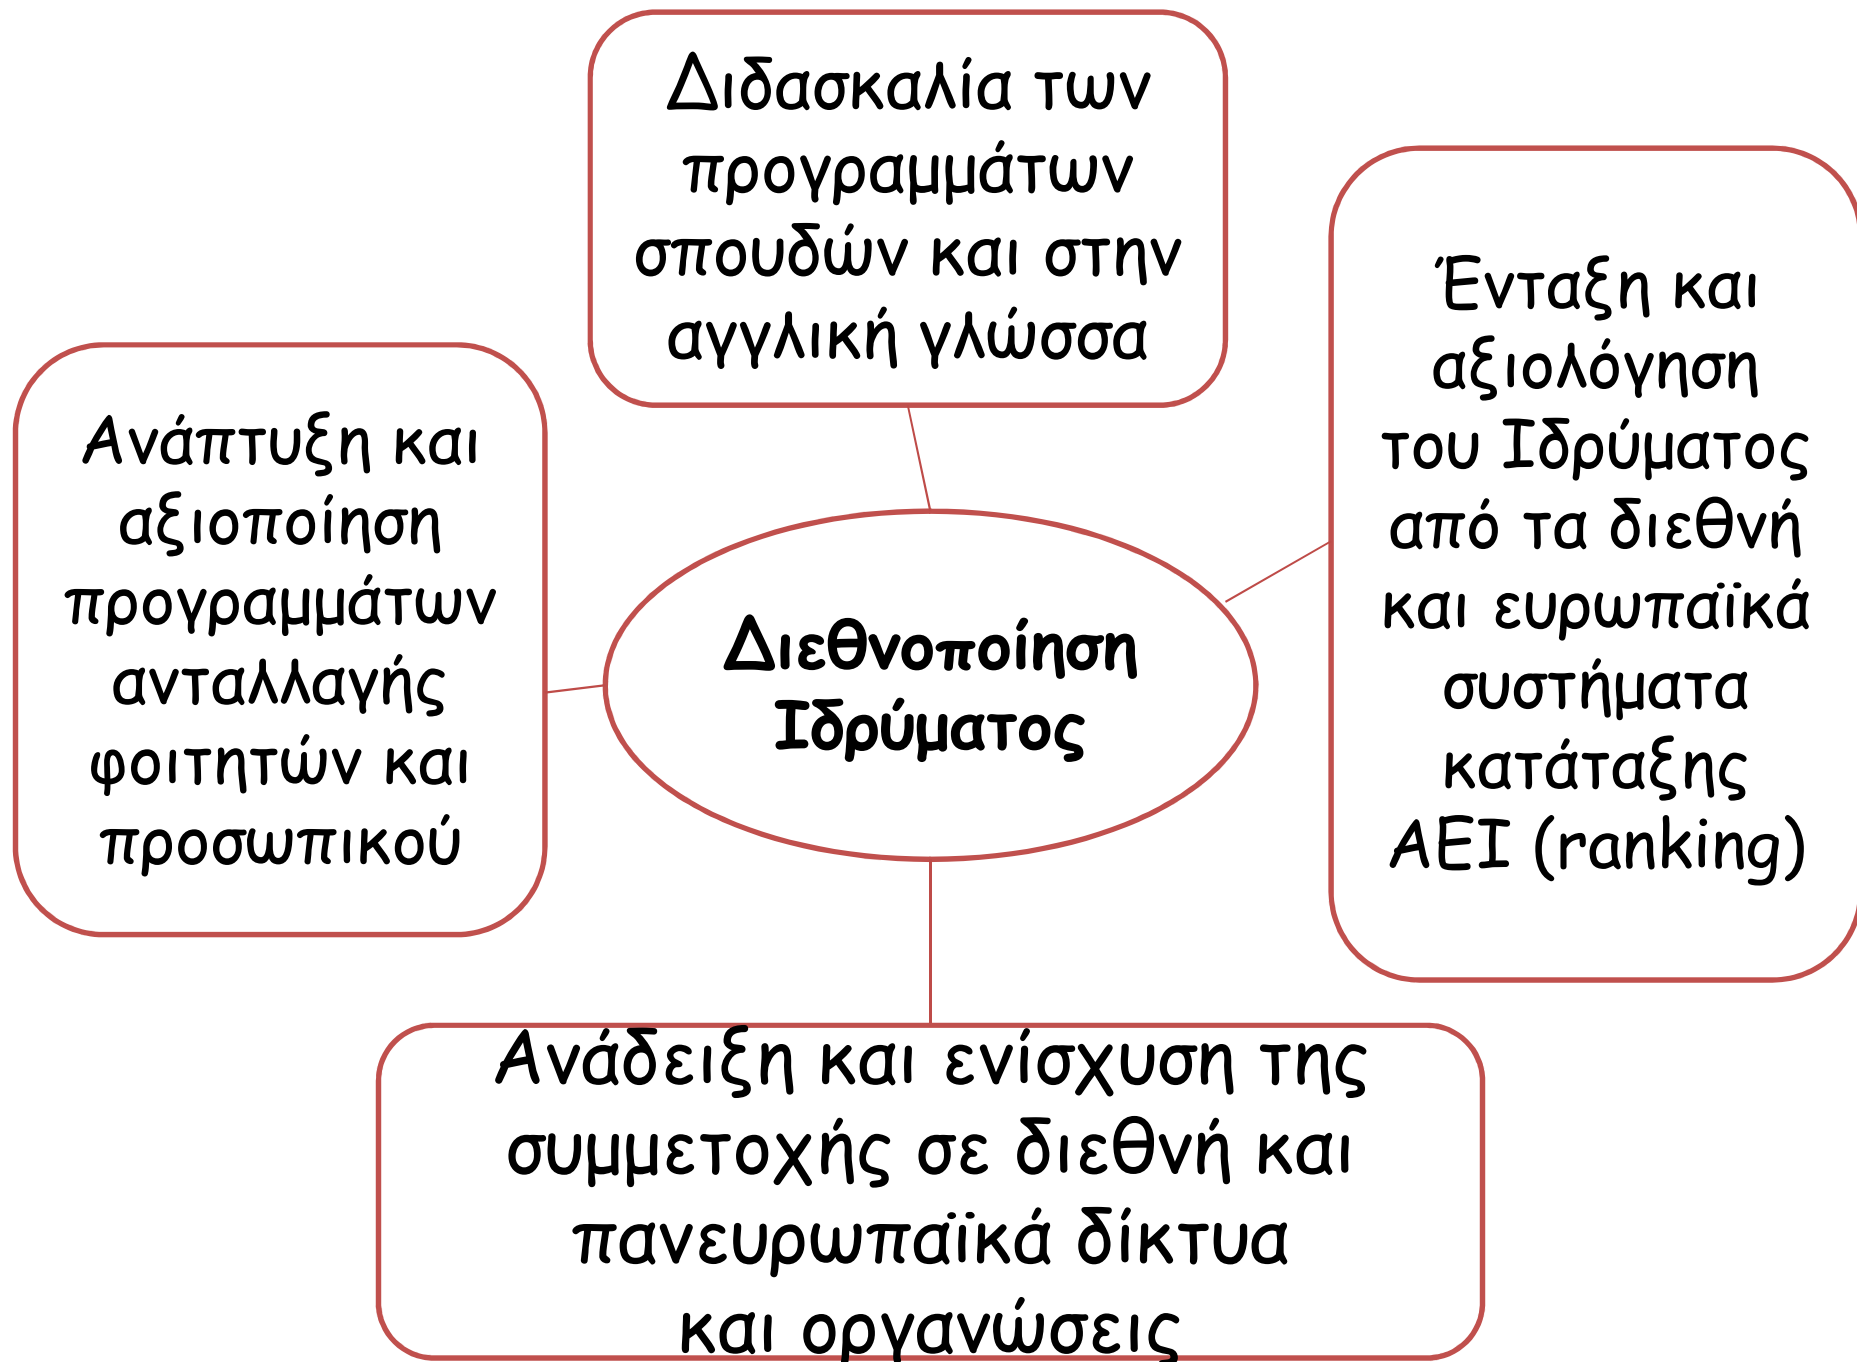 Διδασκαλία των
προγραμμάτων
σπουδών και στην
αγγλική γλώσσα
Ένταξη και
αξιολόγηση
του Ιδρύματος
από τα διεθνή
και ευρωπαϊκά
συστήματα
κατάταξης
ΑΕΙ (ranking)
Ανάπτυξη και
αξιοποίηση
προγραμμάτων
ανταλλαγής
φοιτητών και
προσωπικού
Διεθνοποίηση
Ιδρύματος
Ανάδειξη και ενίσχυση της
συμμετοχής σε διεθνή και
πανευρωπαϊκά δίκτυα
και οργανώσεις